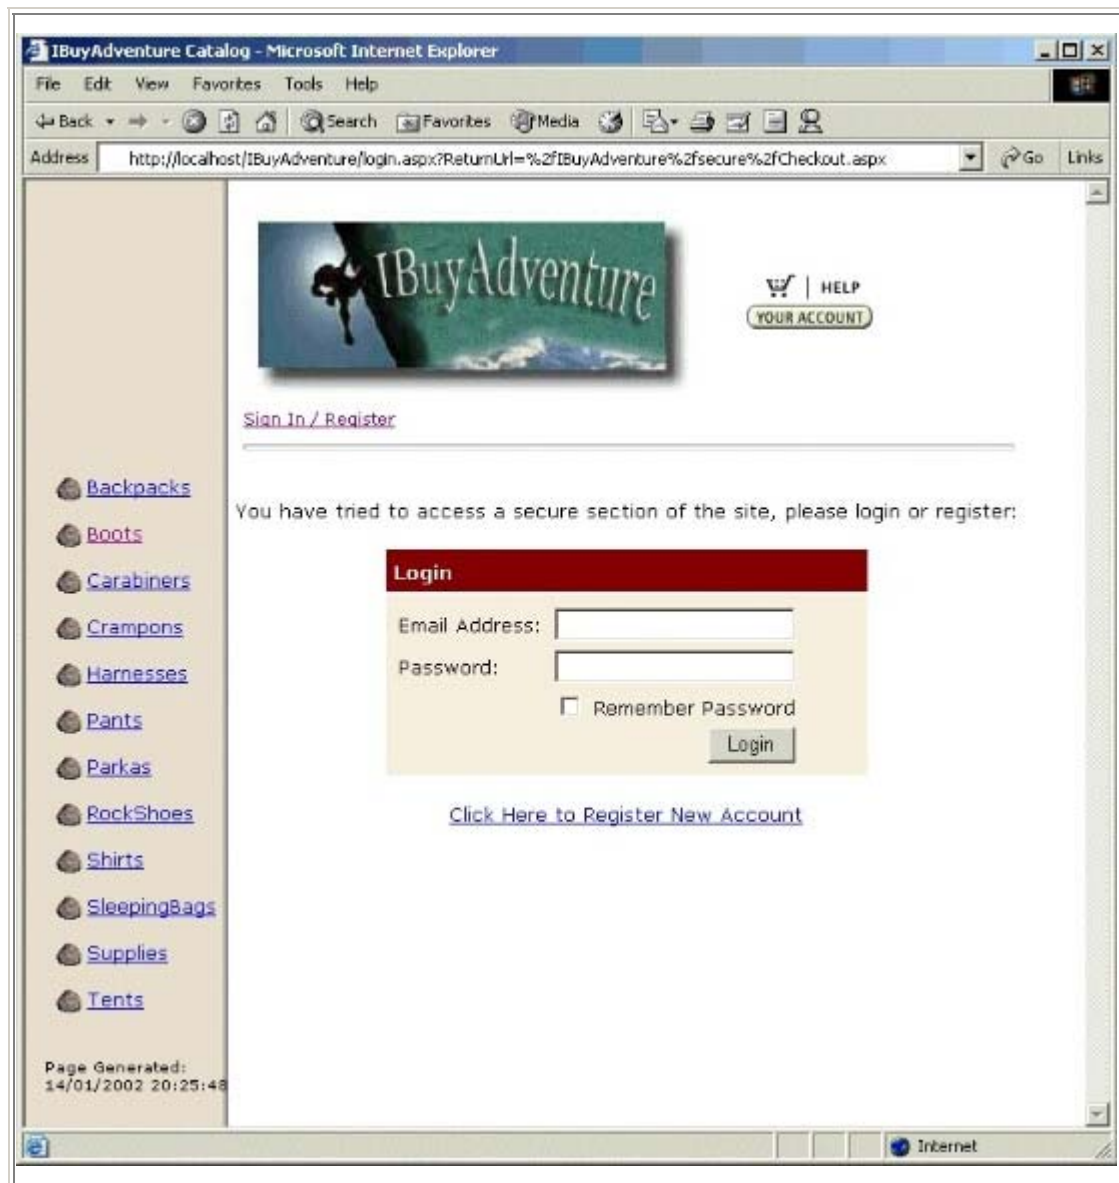 IBuyAdventure Catalog - Microsoft Internet Explorer
File Edit View Favorites Tools Help
Back Search Favorites Media
Address http://localhost/IBuyAdventure/login.aspx?ReturnUrl=%2fIBuyAdventure%2fsecure%2fCheckout.aspx Go Links
IBuyAdventure
HELP
YOUR ACCOUNT
Sign In / Register
Backpacks
Boots
Carabiners
Crampons
Harnesses
Pants
Parkas
RockShoes
Shirts
SleepingBags
Supplies
Tents
Page Generated:
14/01/2002 20:25:48
You have tried to access a secure section of the site, please login or register:
Login
Email Address:
Password:
Remember Password
Login
Click Here to Register New Account
Internet